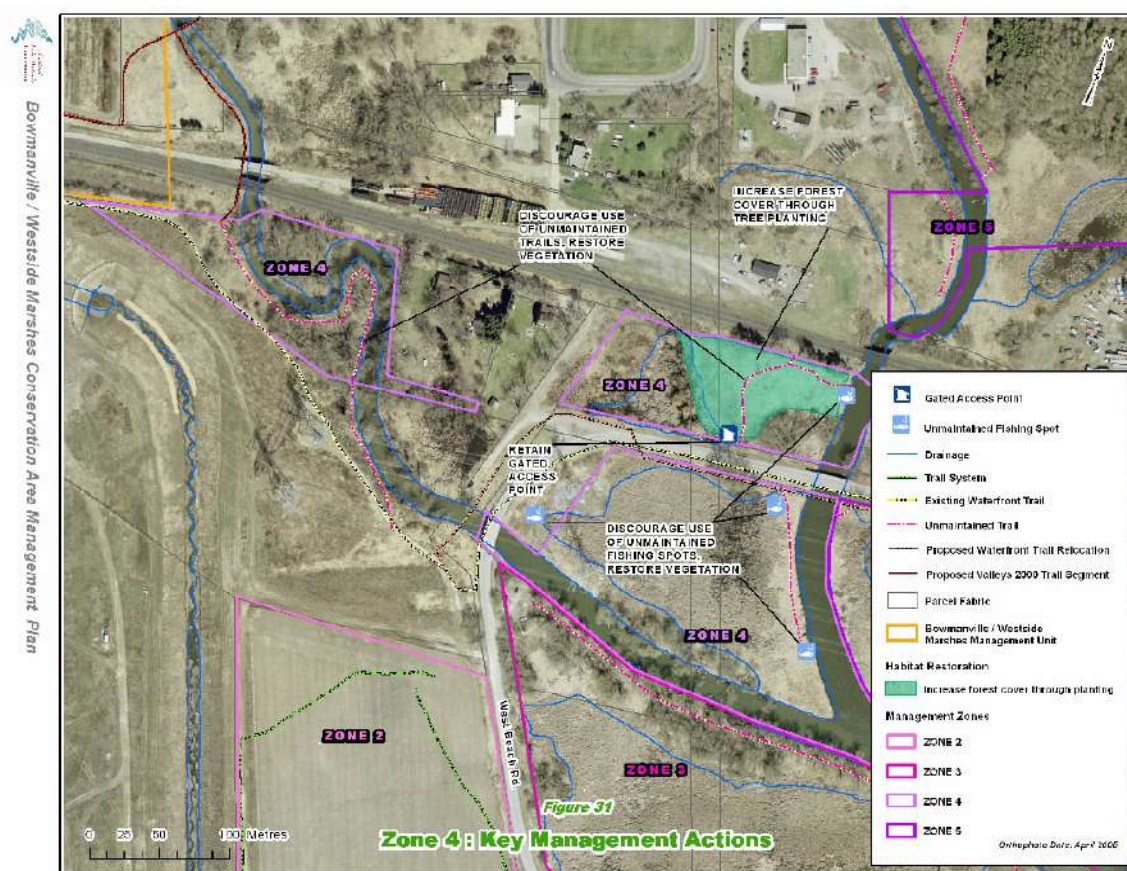 Bowmanville / Westside Marshes Conservation Area Management Plan
INCREASE FOREST
COVER THROUGH
TREE PLANTING
DISCOURAGE USE
OF UNMAINTAINED
TRAILS. RESTORE
VEGETATION
ZONE 5
ZONE 4
ZONE 4
RETAIN
GATED
ACCESS
POINT
DISCOURAGE USE
OF UNMAINTAINED
FISHING SPOTS.
RESTORE VEGETATION
ZONE 4
ZONE 2
West Beach Rd.
ZONE 3
0 25 50 100 Metres
Figure 31
Zone 4 : Key Management Actions
Gated Access Point
Unmaintained Fishing Spot
Drainage
Trail System
Existing Waterfront Trail
Unmaintained Trail
Proposed Waterfront Trail Relocation
Proposed Valleys 2000 Trail Segment
Parcel Fabric
Bowmanville / Westside
Marshes Management Unit
Habitat Restoration
Increase forest cover through planting
Management Zones
ZONE 2
ZONE 3
ZONE 4
ZONE 5
Orthophoto Date: April 2005